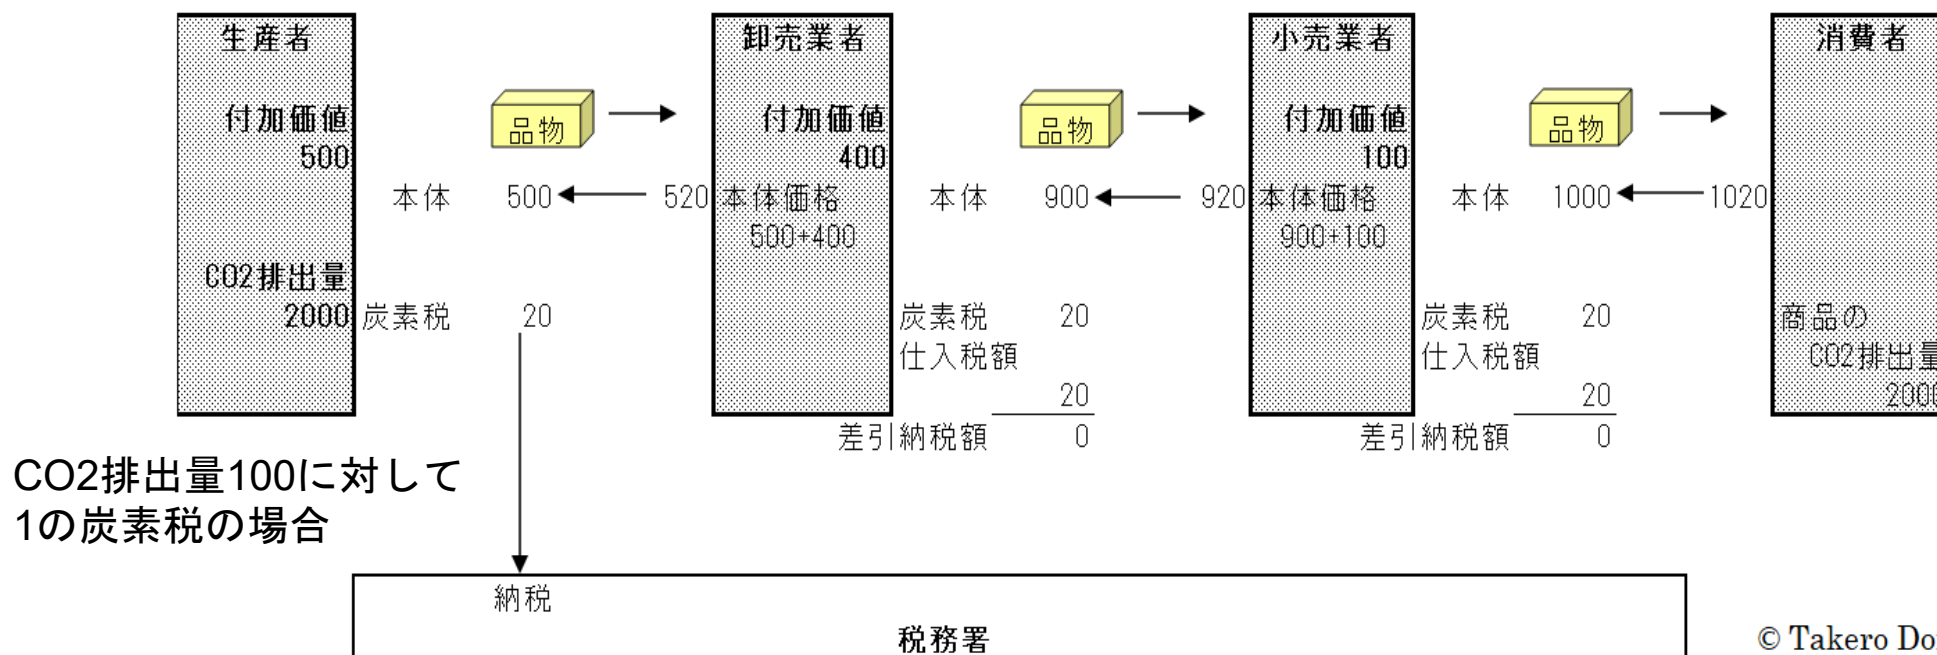 生産者
卸売業者
小売業者
消費者
付加価値
500
品物
付加価値
400
品物
付加価値
100
品物
本体 500 520
本体価格
500+400
本体 900 920
本体価格
900+100
本体 1000 1020
CO2排出量
2000
炭素税 20
炭素税 20
仕入税額
20
差引納税額 0
炭素税 20
仕入税額
20
差引納税額 0
商品の
CO2排出量
2000
CO2排出量100に対して
1の炭素税の場合
納税
税務署
© Takero